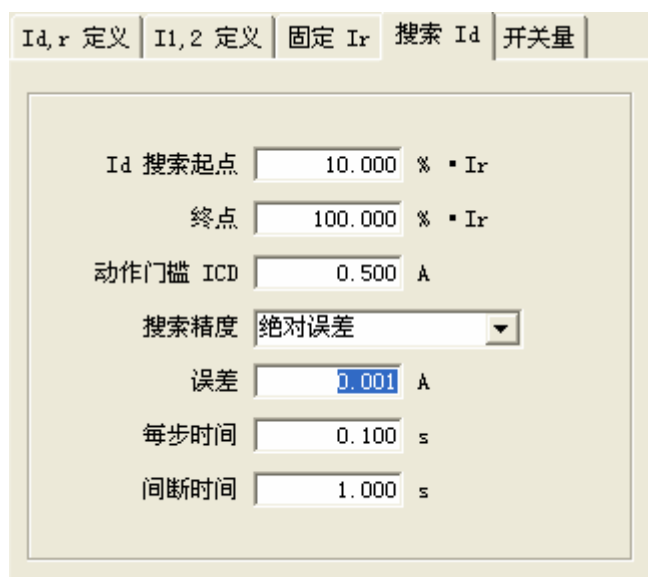 Id,r 定义 I1,2 定义 固定 Ir 搜索 Id 开关量
Id 搜索起点 10.000 % ▪Ir
终点 100.000 % ▪Ir
动作门槛 ICD 0.500 A
搜索精度 绝对误差
误差 0.001 A
每步时间 0.100 s
间断时间 1.000 s